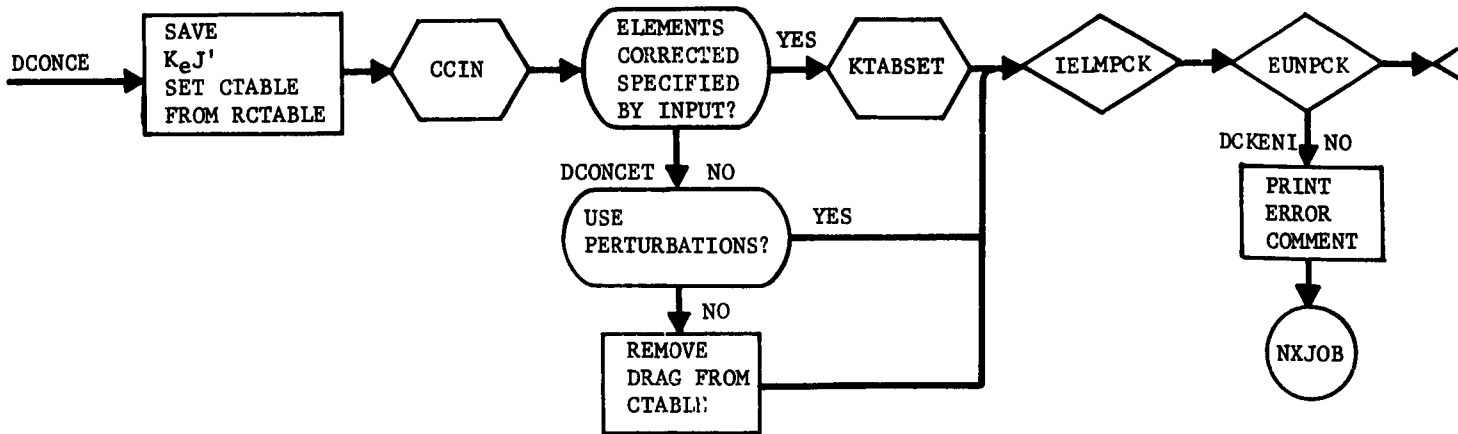 DCONCE
SAVE
KeJ'
SET CTABLE
FROM RCTABLE
CCIN
ELEMENTS
CORRECTED
SPECIFIED
BY INPUT?
YES
KTABSET
IELMPCK
EUNPCK
DCONCET NO
USE
PERTURBATIONS?
YES
NO
REMOVE
DRAG FROM
CTABLE
DCKENI NO
PRINT
ERROR
COMMENT
NXJOB